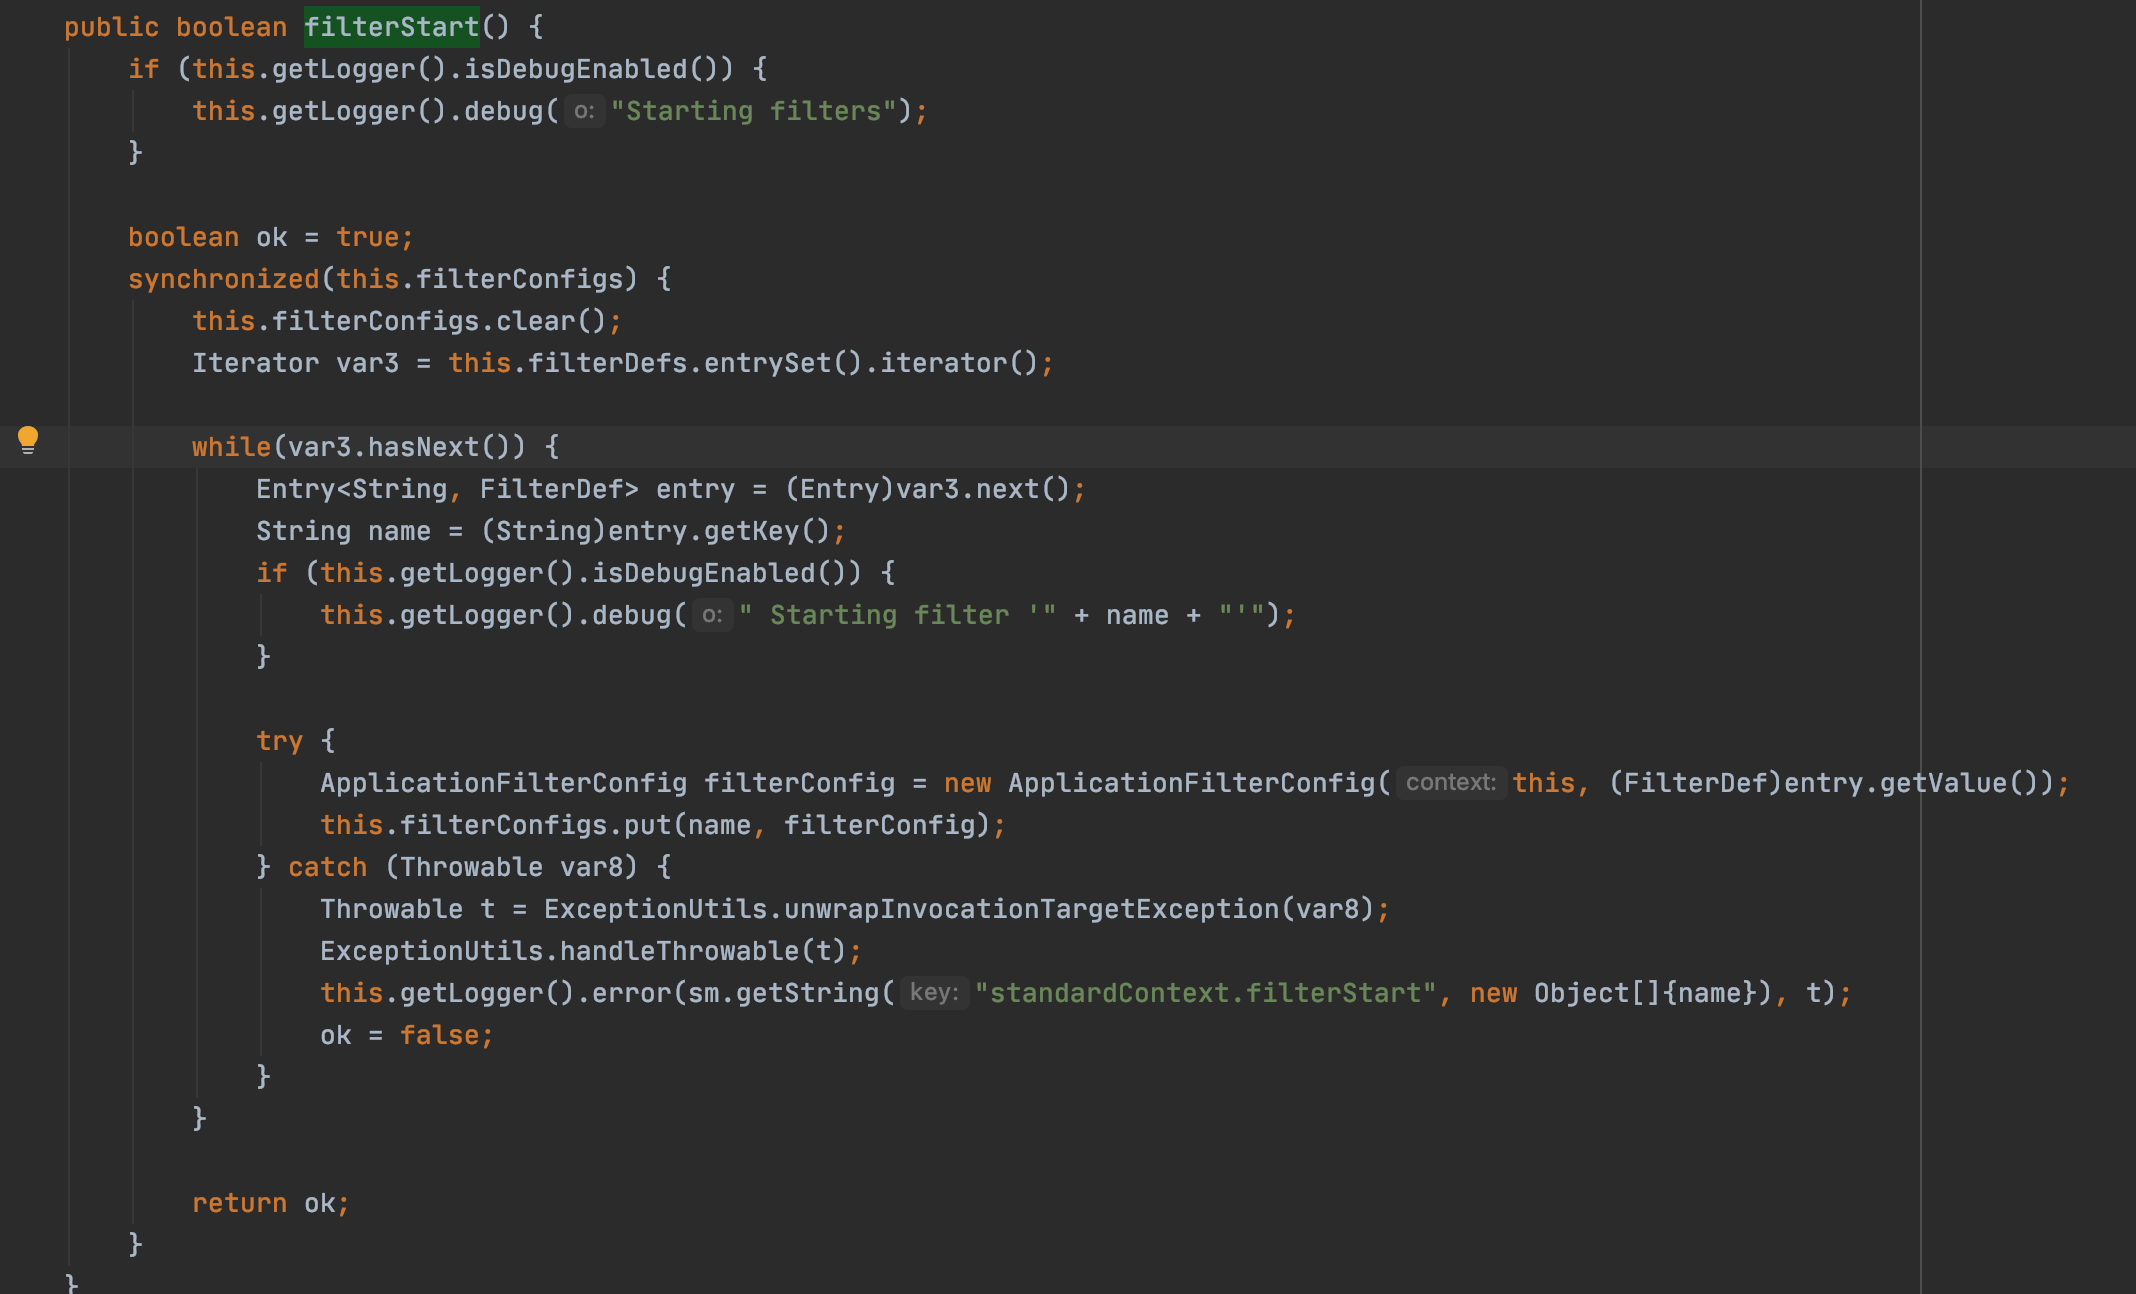 public boolean filterStart() {
if (this.getLogger().isDebugEnabled()) {
this.getLogger().debug( o: "Starting filters");
}
boolean ok = true;
synchronized(this.filterConfigs) {
this.filterConfigs.clear();
Iterator var3 = this.filterDefs.entrySet().iterator();
while(var3.hasNext()) {
Entry<String, FilterDef> entry = (Entry)var3.next();
String name = (String)entry.getKey();
if (this.getLogger().isDebugEnabled()) {
this.getLogger().debug( o: " Starting filter '" + name + "'");
}
try {
ApplicationFilterConfig filterConfig = new ApplicationFilterConfig( context: this, (FilterDef)entry.getValue());
this.filterConfigs.put(name, filterConfig);
} catch (Throwable var8) {
Throwable t = ExceptionUtils.unwrapInvocationTargetException(var8);
ExceptionUtils.handleThrowable(t);
this.getLogger().error(sm.getString( key: "standardContext.filterStart", new Object[]{name}), t);
ok = false;
}
}
return ok;
}
}